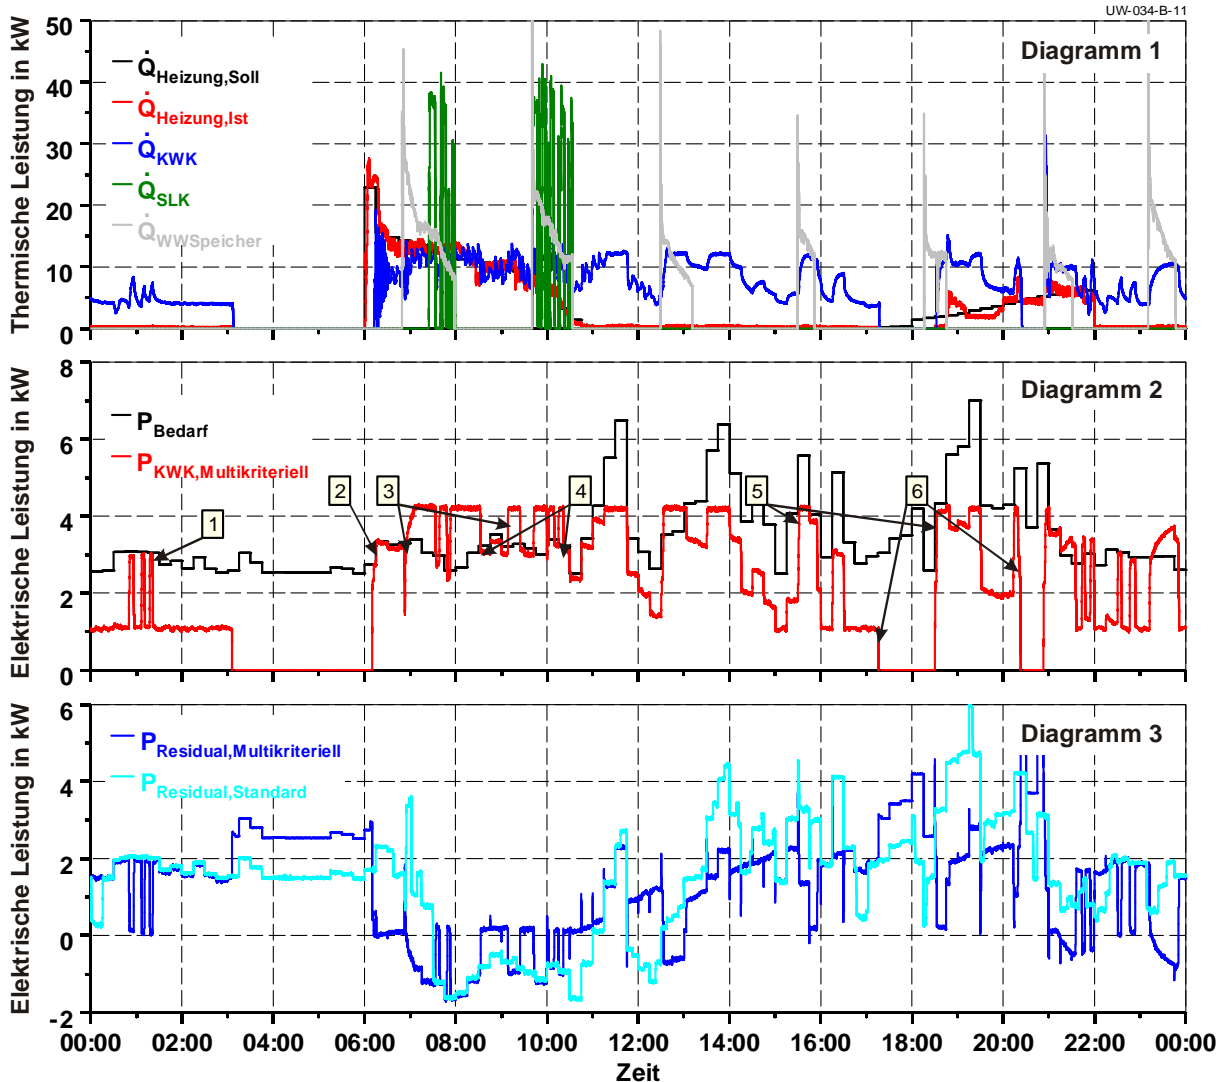 UW-034-B-11
Thermische Leistung in kW
50
40
30
20
10
0
Diagramm 1
Q̇Heizung,Soll
Q̇Heizung,Ist
Q̇KWK
Q̇SLK
Q̇WWSpeicher
Elektrische Leistung in kW
8
6
4
2
0
Diagramm 2
PBedarf
PKWK,Multikriteriell
1
2
3
4
5
6
Elektrische Leistung in kW
6
4
2
0
-2
Diagramm 3
PResidual,Multikriteriell
PResidual,Standard
00:00 02:00 04:00 06:00 08:00 10:00 12:00 14:00 16:00 18:00 20:00 22:00 00:00
Zeit